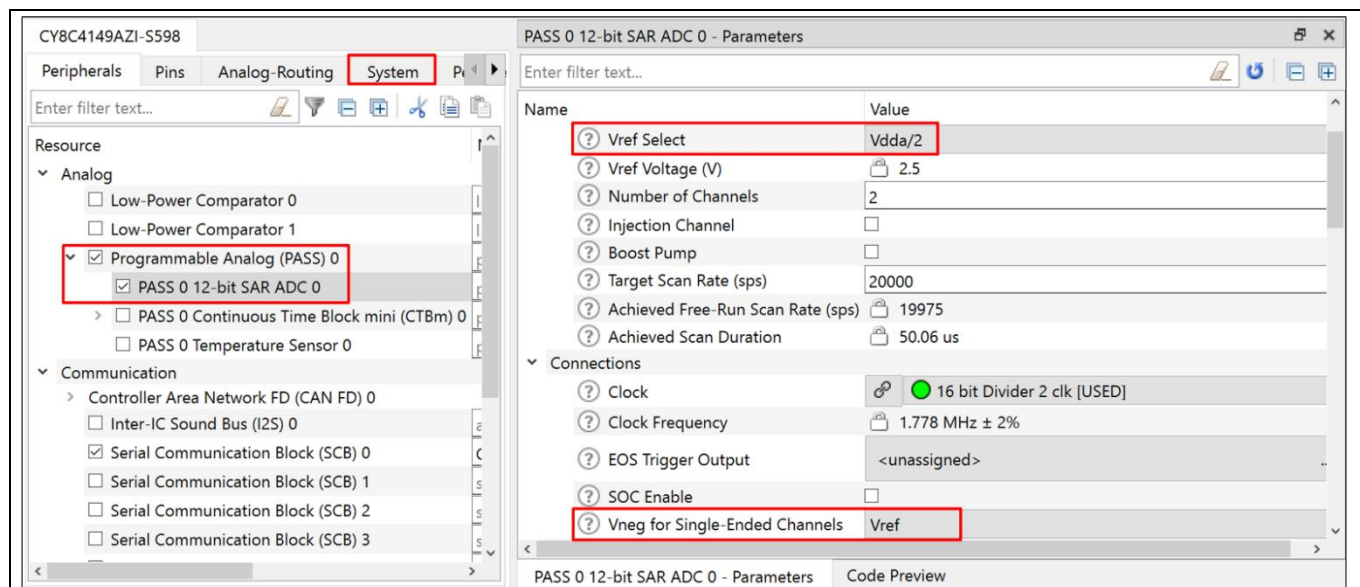 CY8C4149AZI-S598
Peripherals Pins Analog-Routing System
Enter filter text...
Resource
Analog
Low-Power Comparator 0
Low-Power Comparator 1
Programmable Analog (PASS) 0
PASS 0 12-bit SAR ADC 0
PASS 0 Continuous Time Block mini (CTBm) 0
PASS 0 Temperature Sensor 0
Communication
Controller Area Network FD (CAN FD) 0
Inter-IC Sound Bus (I2S) 0
Serial Communication Block (SCB) 0
Serial Communication Block (SCB) 1
Serial Communication Block (SCB) 2
Serial Communication Block (SCB) 3
PASS 0 12-bit SAR ADC 0 - Parameters
Enter filter text...
Name Value
Vref Select Vdda/2
Vref Voltage (V) 2.5
Number of Channels 2
Injection Channel
Boost Pump
Target Scan Rate (sps) 20000
Achieved Free-Run Scan Rate (sps) 19975
Achieved Scan Duration 50.06 us
Connections
Clock 16 bit Divider 2 clk [USED]
Clock Frequency 1.778 MHz ± 2%
EOS Trigger Output <unassigned>
SOC Enable
Vneg for Single-Ended Channels Vref
PASS 0 12-bit SAR ADC 0 - Parameters Code Preview